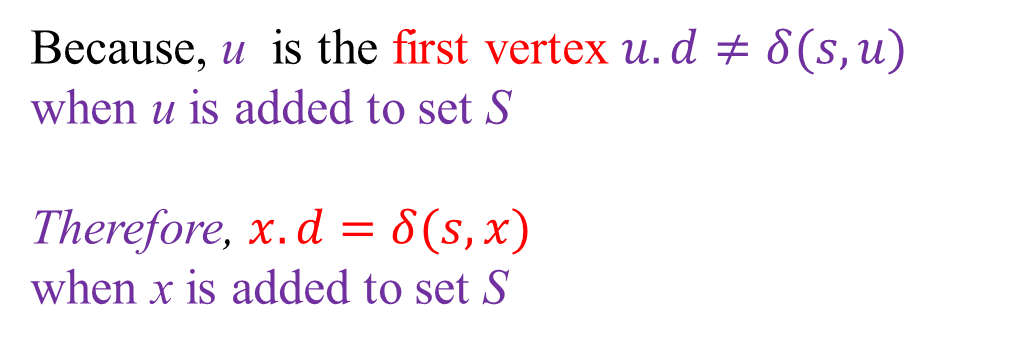 Because, u is the first vertex u.d ≠ δ(s,u)
when u is added to set S
Therefore, x.d = δ(s,x)
when x is added to set S